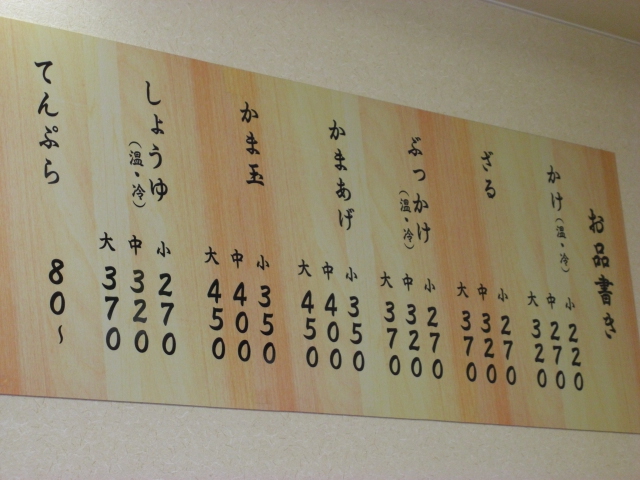 お品書き
かけ（温・冷）
小 220
中 270
大 320
ざる
小 270
中 320
大 370
ぶっかけ（温・冷）
小 270
中 320
大 370
かまあげ
小 350
中 400
大 450
かま玉
小 350
中 400
大 450
しょうゆ（温・冷）
小 270
中 320
大 370
てんぷら
80〜